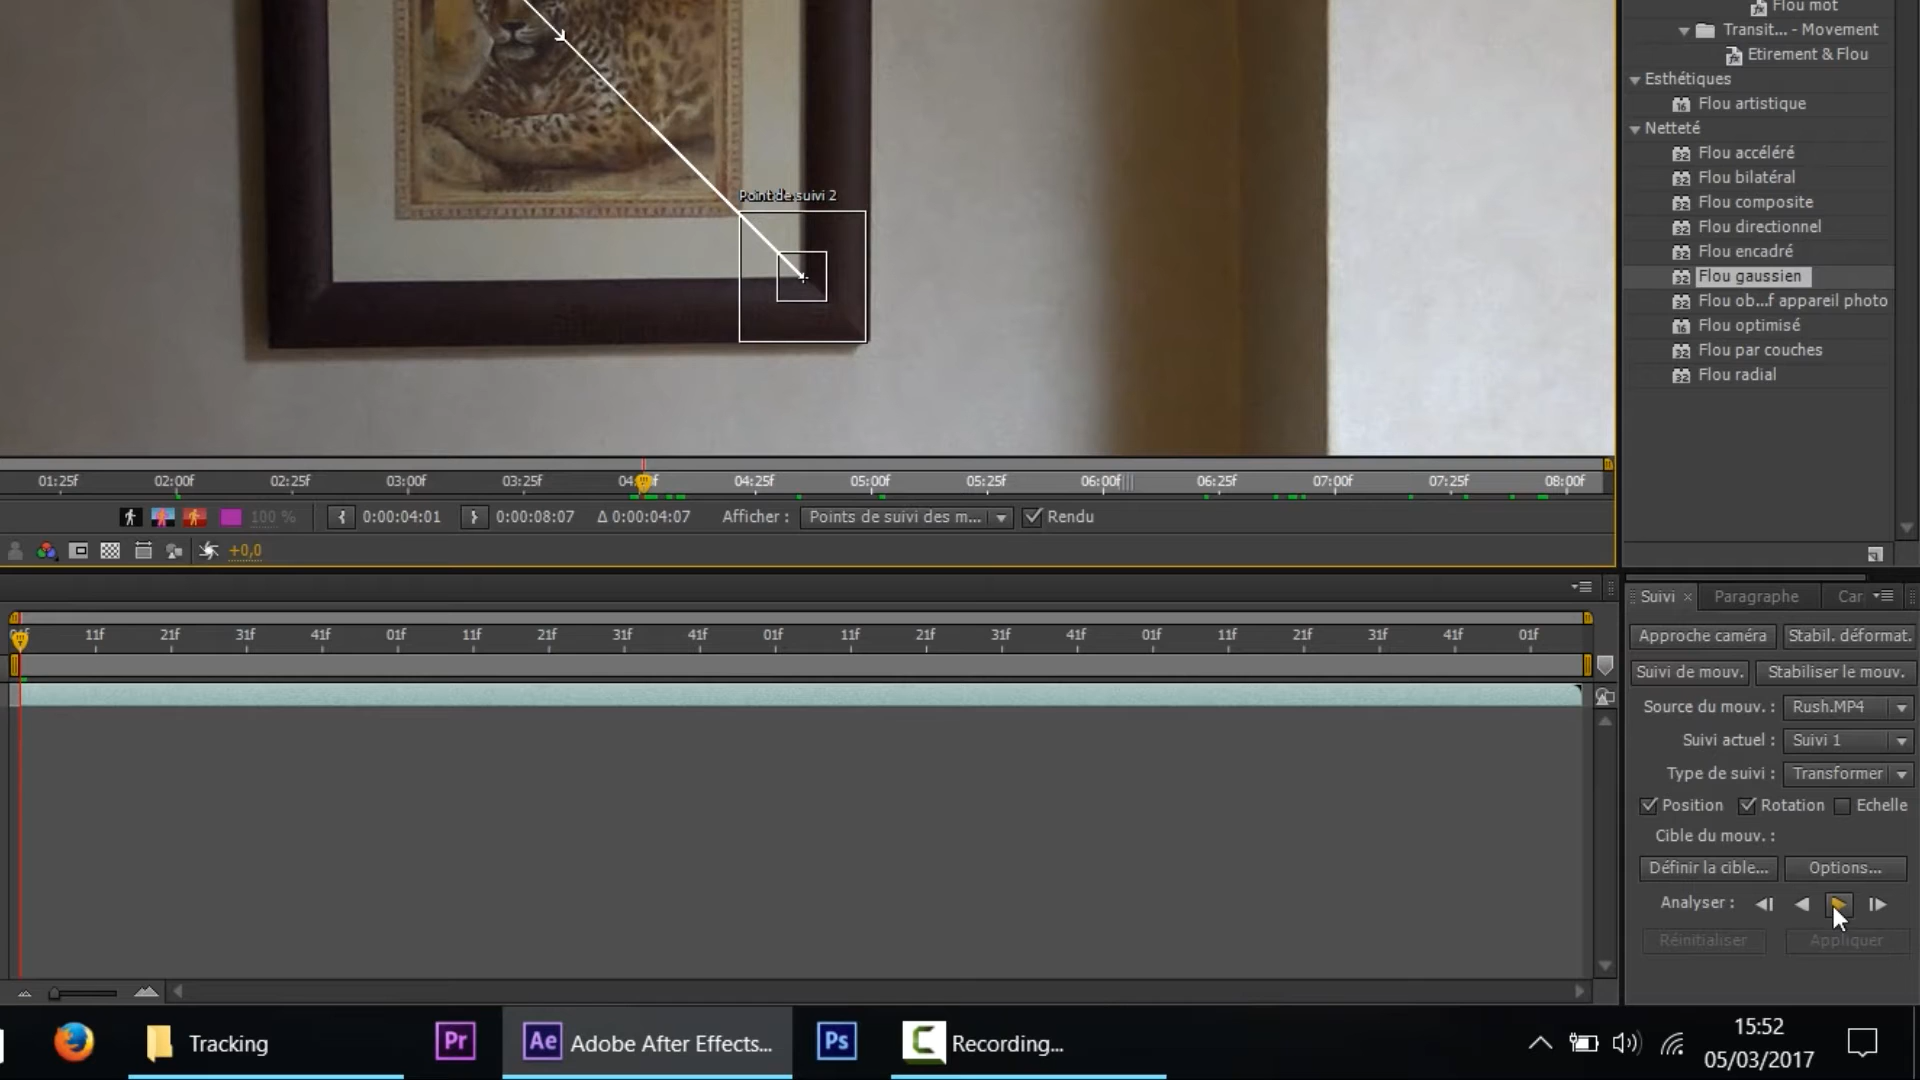 Flou mot
Transit... - Movement
Etirement & Flou
Esthétiques
Flou artistique
Netteté
Flou accéléré
Flou bilatéral
Flou composite
Flou directionnel
Flou encadré
Flou gaussien
Flou ob...f appareil photo
Flou optimisé
Flou par couches
Flou radial
Point de suivi 2
01:25f 02:00f 02:25f 03:00f 03:25f 04:25f 05:00f 05:25f 06:00f 06:25f 07:00f 07:25f 08:00f
100 % 0:00:04:01 0:00:08:07 Δ 0:00:04:07 Afficher : Points de suivi des m... Rendu
+0,0
11f 21f 31f 41f 01f 11f 21f 31f 41f 01f 11f 21f 31f 41f 01f 11f 21f 31f 41f 01f
Suivi × Paragraphe Car
Approche caméra Stabil. déformat.
Suivi de mouv. Stabiliser le mouv.
Source du mouv. : Rush.MP4
Suivi actuel : Suivi 1
Type de suivi : Transformer
Position Rotation Echelle
Cible du mouv. :
Définir la cible... Options...
Analyser :
Réinitialiser Appliquer
Tracking
Pr
Ae Adobe After Effects...
Ps
Recording...
15:52
05/03/2017